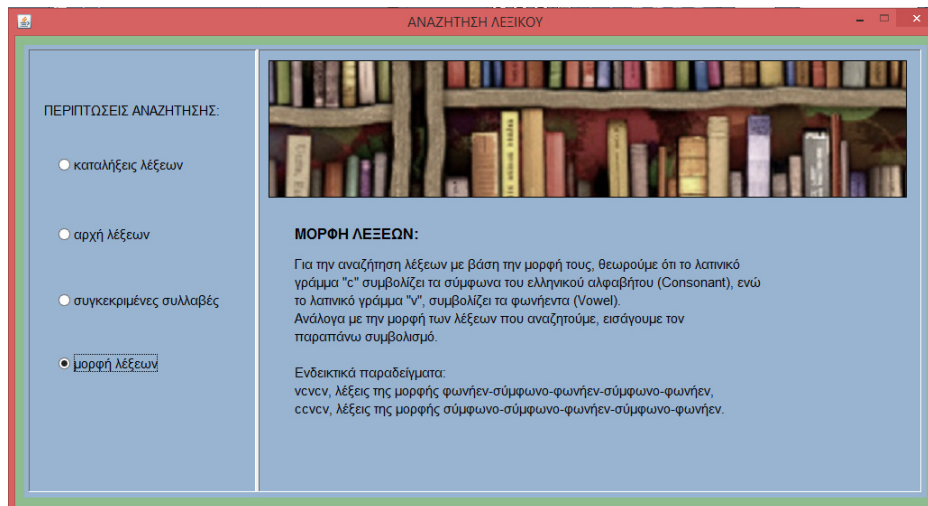 ΑΝΑΖΗΤΗΣΗ ΛΕΞΙΚΟΥ
ΠΕΡΙΠΤΩΣΕΙΣ ΑΝΑΖΗΤΗΣΗΣ:
καταλήξεις λέξεων
αρχή λέξεων
συγκεκριμένες συλλαβές
μορφή λέξεων
ΜΟΡΦΗ ΛΕΞΕΩΝ:
Για την αναζήτηση λέξεων με βάση την μορφή τους, θεωρούμε ότι το λατινικό
γράμμα "c" συμβολίζει τα σύμφωνα του ελληνικού αλφαβήτου (Consonant), ενώ
το λατινικό γράμμα "v", συμβολίζει τα φωνήεντα (Vowel).
Ανάλογα με την μορφή των λέξεων που αναζητούμε, εισάγουμε τον
παραπάνω συμβολισμό.
Ενδεικτικά παραδείγματα:
vcvcv, λέξεις της μορφής φωνήεν-σύμφωνο-φωνήεν-σύμφωνο-φωνήεν,
ccvcv, λέξεις της μορφής σύμφωνο-σύμφωνο-φωνήεν-σύμφωνο-φωνήεν.